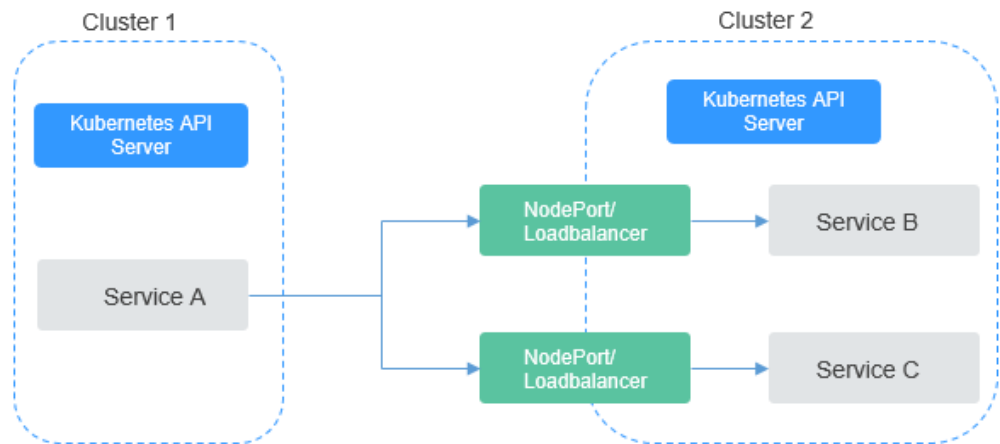 Cluster 1
Cluster 2
Kubernetes API
Server
Kubernetes API
Server
NodePort/
Loadbalancer
Service B
Service A
NodePort/
Loadbalancer
Service C